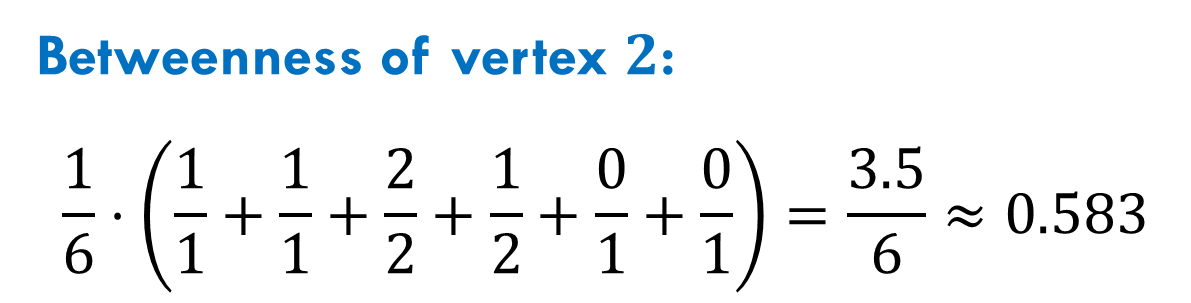 Betweenness of vertex 2:
1/6 · (1/1 + 1/1 + 2/2 + 1/2 + 0/1 + 0/1) = 3.5/6 ≈ 0.583